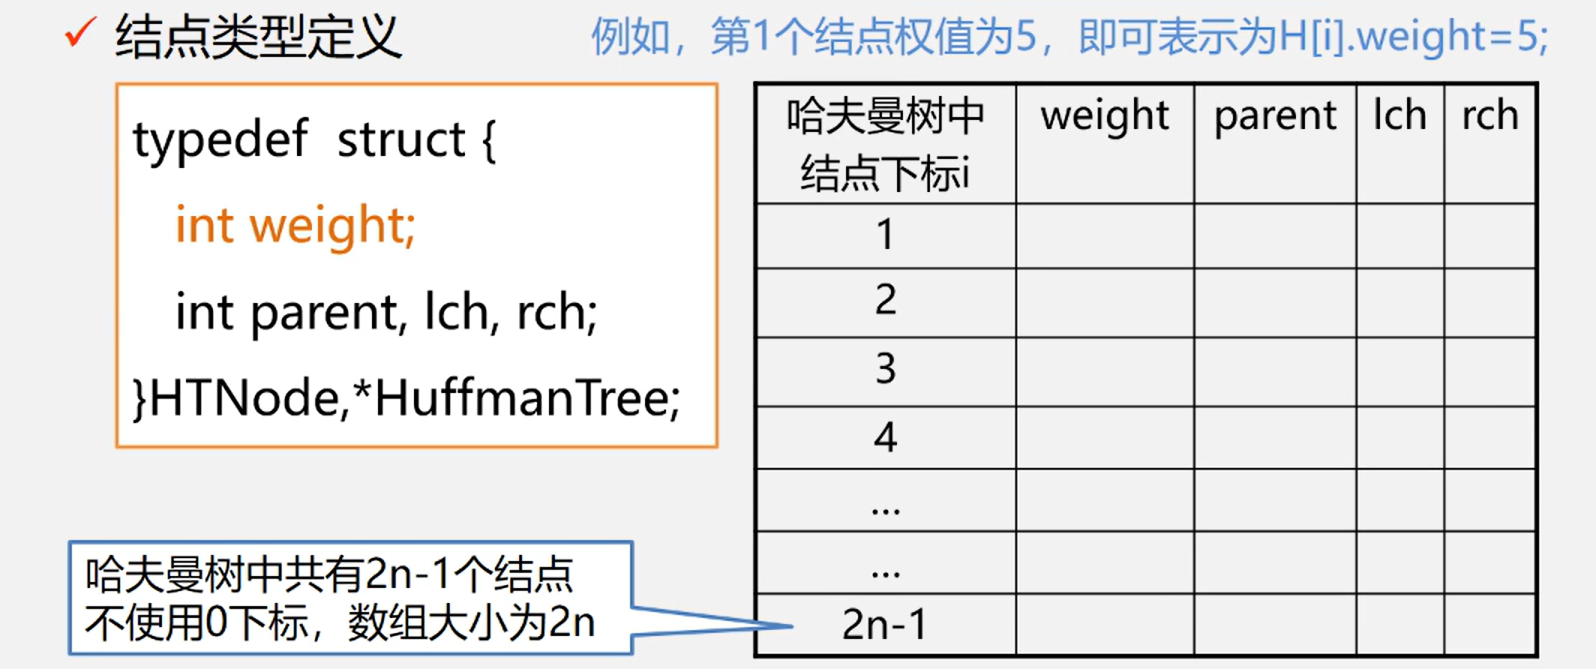 ✓ 结点类型定义
例如，第1个结点权值为5，即可表示为H[i].weight=5;
typedef struct {
int weight;
int parent, lch, rch;
}HTNode,*HuffmanTree;
哈夫曼树中共有2n-1个结点
不使用0下标，数组大小为2n
哈夫曼树中 weight parent lch rch
结点下标i
1
2
3
4
...
...
2n-1